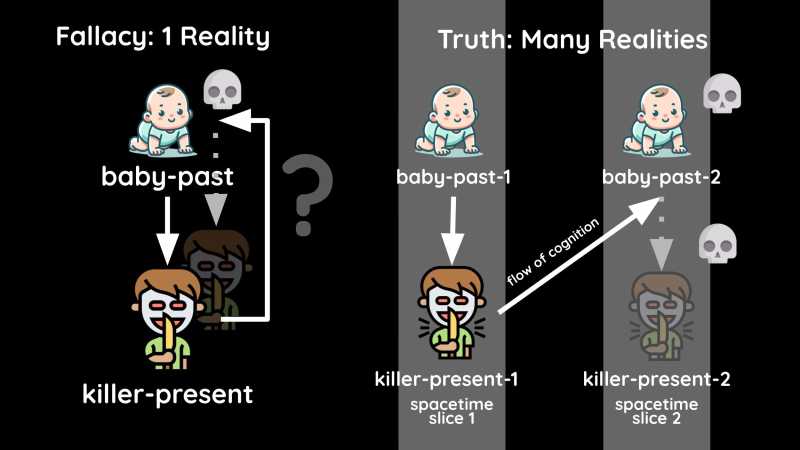 Fallacy: 1 Reality
baby-past
?
killer-present
Truth: Many Realities
baby-past-1
baby-past-2
flow of cognition
killer-present-1
killer-present-2
spacetime
slice 1
spacetime
slice 2